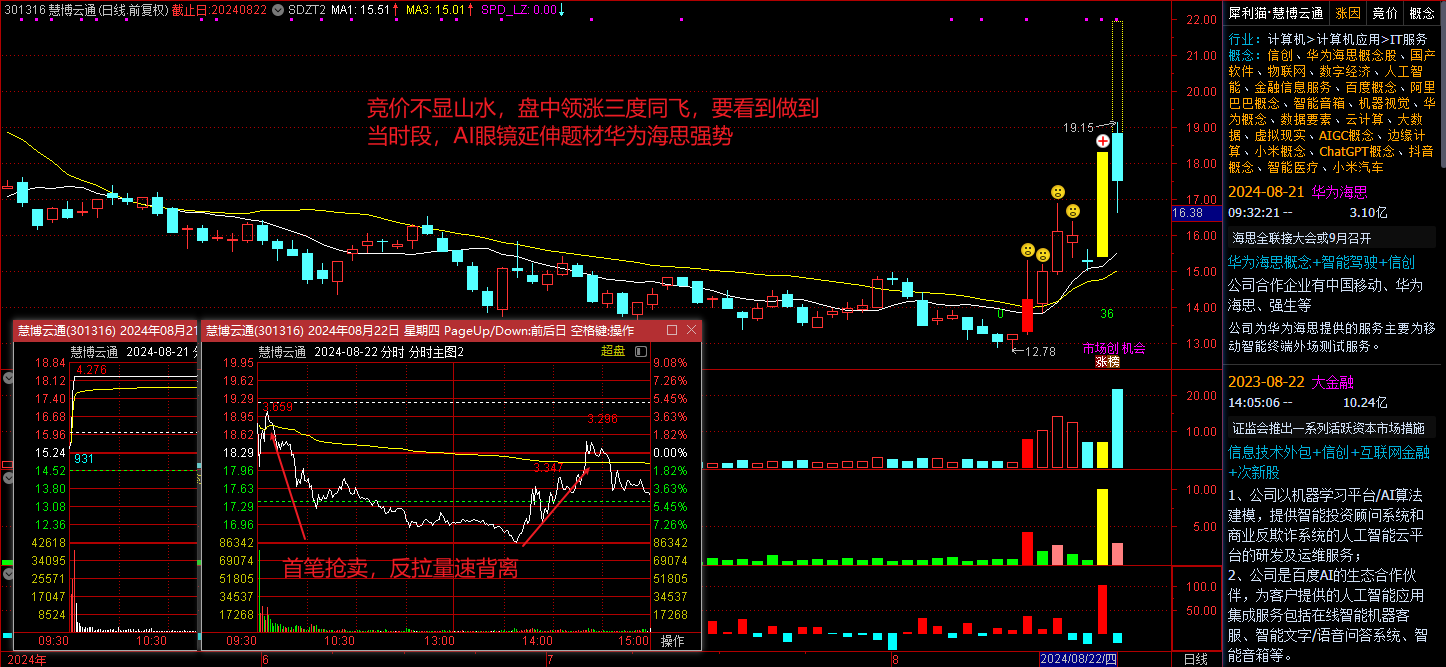 301316 慧博云通(日线.前复权) 截止日:20240822 SDZT2 MA1: 15.51↑ MA3: 15.01↑ SPD_LZ: 0.00↓
竞价不显山水，盘中领涨三度同飞，要看到做到
当时段，AI眼镜延伸题材华为海思强势
22.00
21.00
20.00
19.00
18.00
17.00
16.38
16.00
15.00
14.00
13.00
19.15
0
36
12.78
市场创 机会
涨榜
20.00
10.00
10.00
5.00
100.0
50.00
慧博云通(301316) 2024年08月21
慧博云通 2024-08-21 分
18.84
18.12
17.40
16.68
15.96
15.24
14.52
13.80
13.08
12.36
42618
34095
25571
17047
8524
4.276
931
09:30
10:30
慧博云通(301316) 2024年08月22日 星期四 PageUp/Down:前后日 空格键:操作
慧博云通 2024-08-22 分时 分时主图2
超盘
19.95
19.62
19.29
18.95
18.62
18.29
17.96
17.63
17.29
16.96
86342
69074
51805
34537
17268
3.659
3.347
3.296
9.08%
7.26%
5.45%
3.63%
1.82%
0.00%
1.82%
3.63%
5.45%
7.26%
86342
69074
51805
34537
17268
首笔抢卖，反拉量速背离
09:30
10:30
13:00
14:00
15:00
操作
2024年
6
7
8
2024/08/22/四
日线
犀利猫·慧博云通 涨因 竞价 概念
行业: 计算机>计算机应用>IT服务
概念: 信创、华为海思概念股、国产
软件、物联网、数字经济、人工智
能、金融信息服务、百度概念、阿里
巴巴概念、智能音箱、机器视觉、华
为概念、数据要素、云计算、大数
据、虚拟现实、AIGC概念、边缘计
算、小米概念、ChatGPT概念、抖音
概念、智能医疗、小米汽车
2024-08-21 华为海思
09:32:21 -- 3.10亿
海思全联接大会或9月召开
华为海思概念+智能驾驶+信创
公司合作企业有中国移动、华为
海思、强生等
公司为华为海思提供的服务主要为移
动智能终端外场测试服务。
2023-08-22 大金融
14:05:06 -- 10.24亿
证监会推出一系列活跃资本市场措施
信息技术外包+信创+互联网金融
+次新股
1、公司以机器学习平台/AI算法
建模，提供智能投资顾问系统和
商业反欺诈系统的人工智能云平
台的研发及运维服务；
2、公司是百度AI的生态合作伙
伴，为客户提供的人工智能应用
集成服务包括在线智能机器客
服、智能文字/语音问答系统、智
能音箱等。